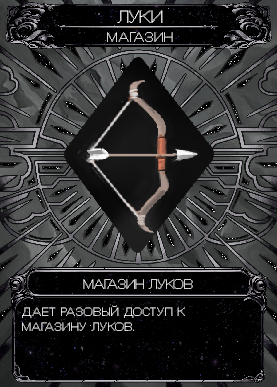 ЛУКИ
МАГАЗИН
МАГАЗИН ЛУКОВ
ДАЕТ РАЗОВЫЙ ДОСТУП К
МАГАЗИНУ ЛУКОВ.